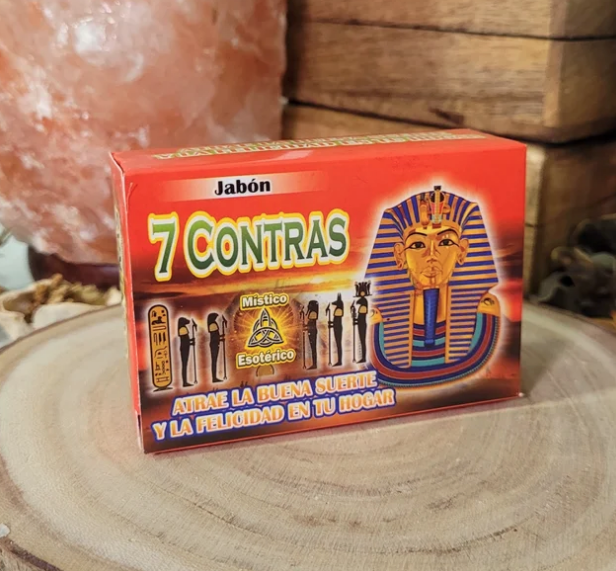 Jabón
7 CONTRAS
Místico
Esotérico
ATRAE LA BUENA SUERTE
Y LA FELICIDAD EN TU HOGAR